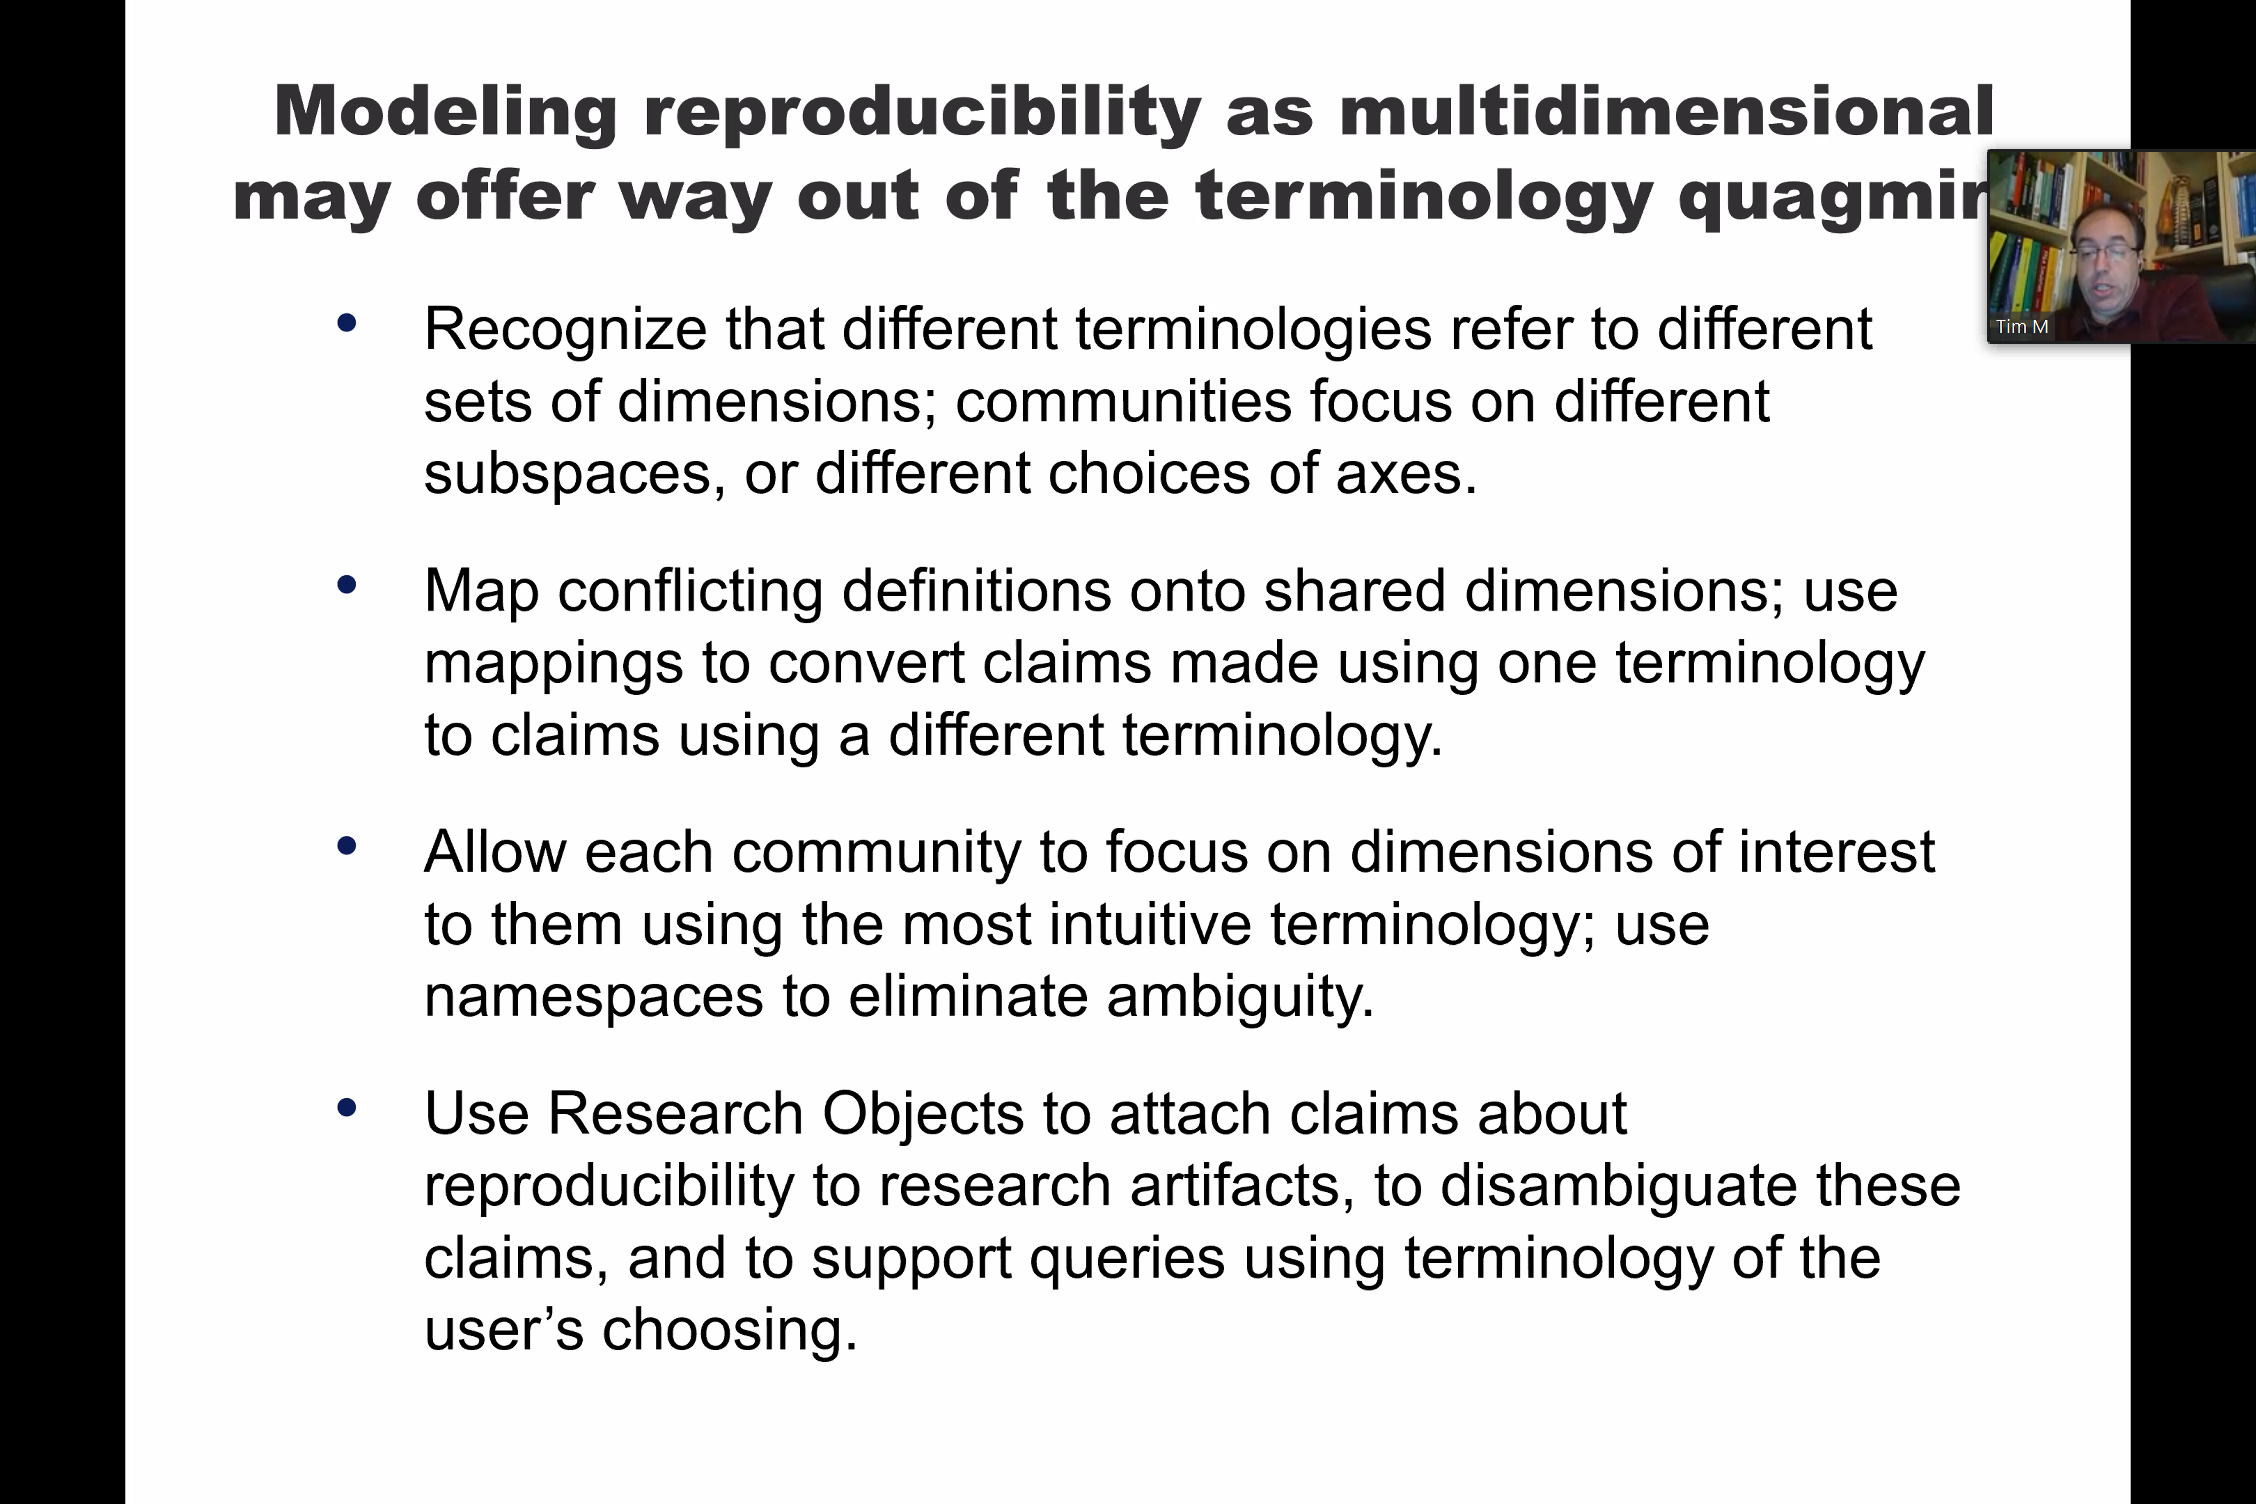 Modeling reproducibility as multidimensional
may offer way out of the terminology quagmir
Tim M
• Recognize that different terminologies refer to different
sets of dimensions; communities focus on different
subspaces, or different choices of axes.
• Map conflicting definitions onto shared dimensions; use
mappings to convert claims made using one terminology
to claims using a different terminology.
• Allow each community to focus on dimensions of interest
to them using the most intuitive terminology; use
namespaces to eliminate ambiguity.
• Use Research Objects to attach claims about
reproducibility to research artifacts, to disambiguate these
claims, and to support queries using terminology of the
user’s choosing.